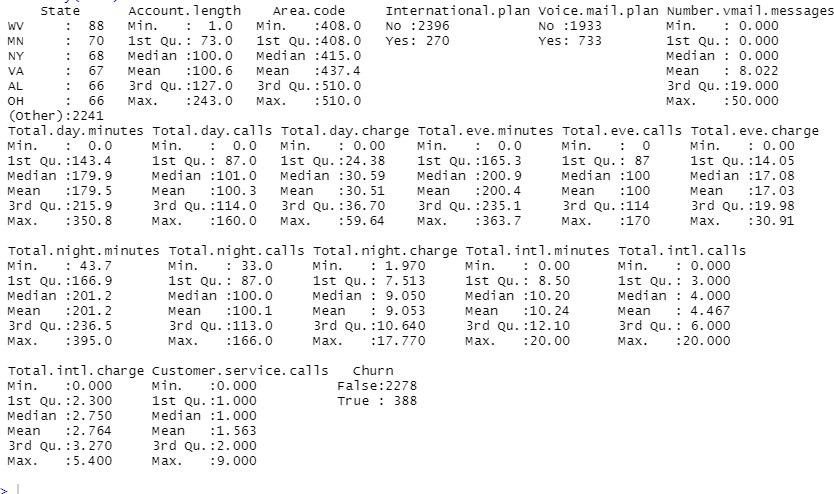 State Account.length Area.code International.plan Voice.mail.plan Number.vmail.messages
WV : 88 Min. : 1.0 Min. :408.0 No :2396 No :1933 Min. : 0.000
MN : 70 1st Qu.: 73.0 1st Qu.:408.0 Yes: 270 Yes: 733 1st Qu.: 0.000
NY : 68 Median :100.0 Median :415.0 Median : 0.000
VA : 67 Mean :100.6 Mean :437.4 Mean : 8.022
AL : 66 3rd Qu.:127.0 3rd Qu.:510.0 3rd Qu.:19.000
OH : 66 Max. :243.0 Max. :510.0 Max. :50.000
(Other):2241
Total.day.minutes Total.day.calls Total.day.charge Total.eve.minutes Total.eve.calls Total.eve.charge
Min. : 0.0 Min. : 0.0 Min. : 0.00 Min. : 0.0 Min. : 0 Min. : 0.00
1st Qu.:143.4 1st Qu.: 87.0 1st Qu.:24.38 1st Qu.:165.3 1st Qu.: 87 1st Qu.:14.05
Median :179.9 Median :101.0 Median :30.59 Median :200.9 Median :100 Median :17.08
Mean :179.5 Mean :100.3 Mean :30.51 Mean :200.4 Mean :100 Mean :17.03
3rd Qu.:215.9 3rd Qu.:114.0 3rd Qu.:36.70 3rd Qu.:235.1 3rd Qu.:114 3rd Qu.:19.98
Max. :350.8 Max. :160.0 Max. :59.64 Max. :363.7 Max. :170 Max. :30.91
Total.night.minutes Total.night.calls Total.night.charge Total.intl.minutes Total.intl.calls
Min. : 43.7 Min. : 33.0 Min. : 1.970 Min. : 0.00 Min. : 0.000
1st Qu.:166.9 1st Qu.: 87.0 1st Qu.: 7.513 1st Qu.: 8.50 1st Qu.: 3.000
Median :201.2 Median :100.0 Median : 9.050 Median :10.20 Median : 4.000
Mean :201.2 Mean :100.1 Mean : 9.053 Mean :10.24 Mean : 4.467
3rd Qu.:236.5 3rd Qu.:113.0 3rd Qu.:10.640 3rd Qu.:12.10 3rd Qu.: 6.000
Max. :395.0 Max. :166.0 Max. :17.770 Max. :20.00 Max. :20.000
Total.intl.charge Customer.service.calls Churn
Min. :0.000 Min. :0.000 False:2278
1st Qu.:2.300 1st Qu.:1.000 True : 388
Median :2.750 Median :1.000
Mean :2.764 Mean :1.563
3rd Qu.:3.270 3rd Qu.:2.000
Max. :5.400 Max. :9.000
>